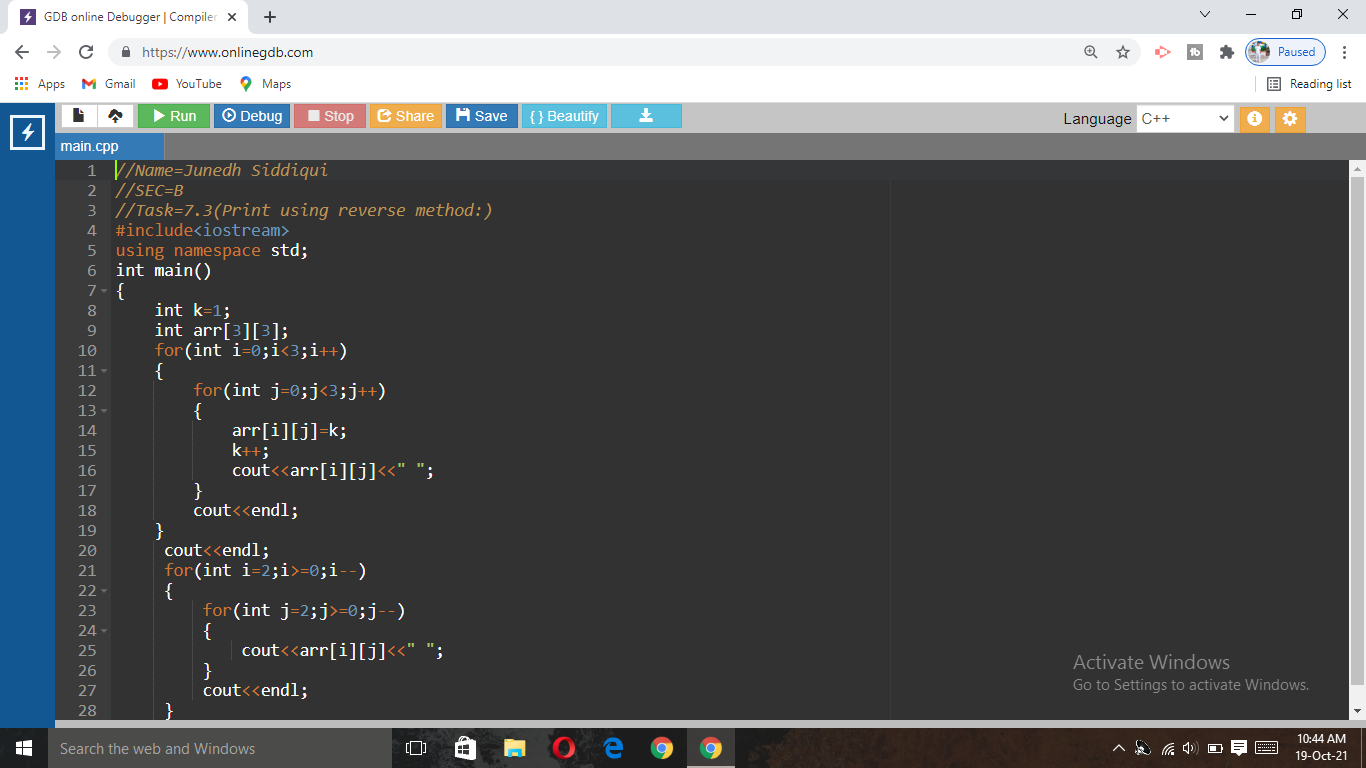 GDB online Debugger | Compiler
https://www.onlinegdb.com
Paused
Apps Gmail YouTube Maps Reading list
Run Debug Stop Share Save { } Beautify Language C++
main.cpp
1 //Name=Junedh Siddiqui
2 //SEC=B
3 //Task=7.3(Print using reverse method:)
4 #include<iostream>
5 using namespace std;
6 int main()
7 {
8 int k=1;
9 int arr[3][3];
10 for(int i=0;i<3;i++)
11 {
12 for(int j=0;j<3;j++)
13 {
14 arr[i][j]=k;
15 k++;
16 cout<<arr[i][j]<<" ";
17 }
18 cout<<endl;
19 }
20 cout<<endl;
21 for(int i=2;i>=0;i--)
22 {
23 for(int j=2;j>=0;j--)
24 {
25 cout<<arr[i][j]<<" ";
26 }
27 cout<<endl;
28 }
Activate Windows
Go to Settings to activate Windows.
Search the web and Windows
10:44 AM
19-Oct-21